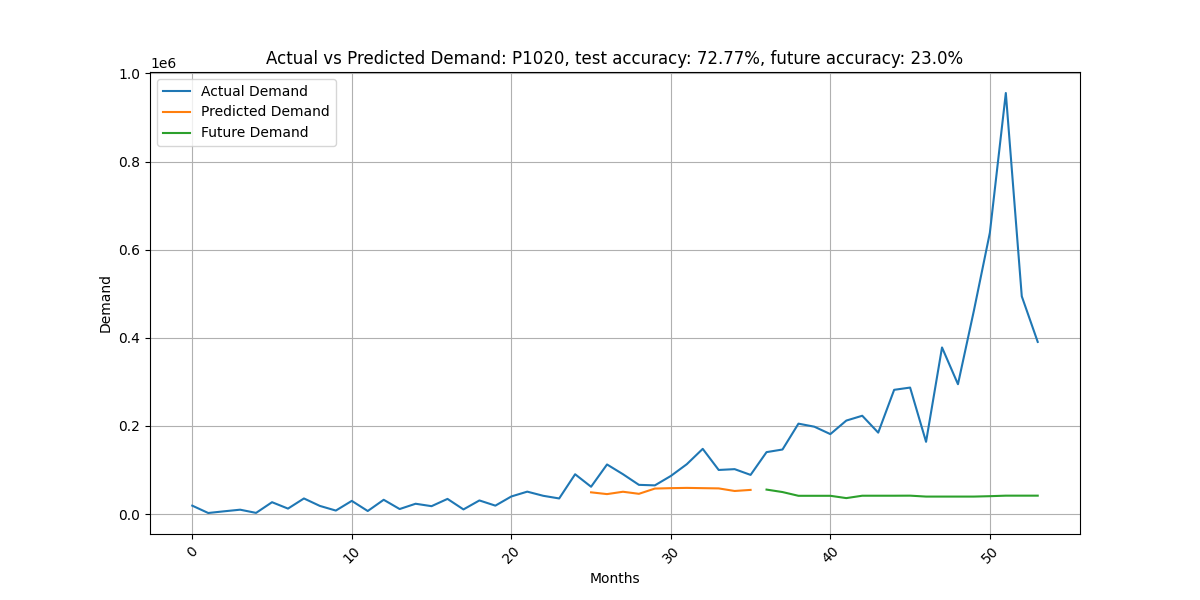 Actual vs Predicted Demand: P1020, test accuracy: 72.77%, future accuracy: 23.0%
1e6
Actual Demand
Predicted Demand
Future Demand
1.0
0.8
0.6
0.4
0.2
0.0
Demand
0
10
20
30
40
50
Months